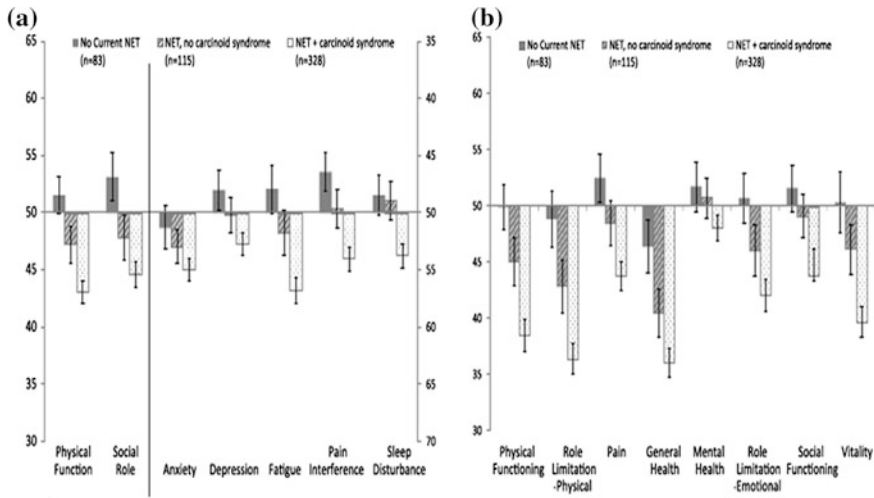 (a)
No Current NET
(n=83)
NET, no carcinoid syndrome
(n=115)
NET + carcinoid syndrome
(n=328)
65
60
55
50
45
40
35
30
35
40
45
50
55
60
65
70
Physical
Function
Social
Role
Anxiety
Depression
Fatigue
Pain
Interference
Sleep
Disturbance
(b)
No Current NET
(n=83)
NET, no carcinoid syndrome
(n=115)
NET + carcinoid syndrome
(n=328)
65
60
55
50
45
40
35
30
Physical
Functioning
Role
Limitation
-Physical
Pain
General
Health
Mental
Health
Role
Limitation
-Emotional
Social
Functioning
Vitality